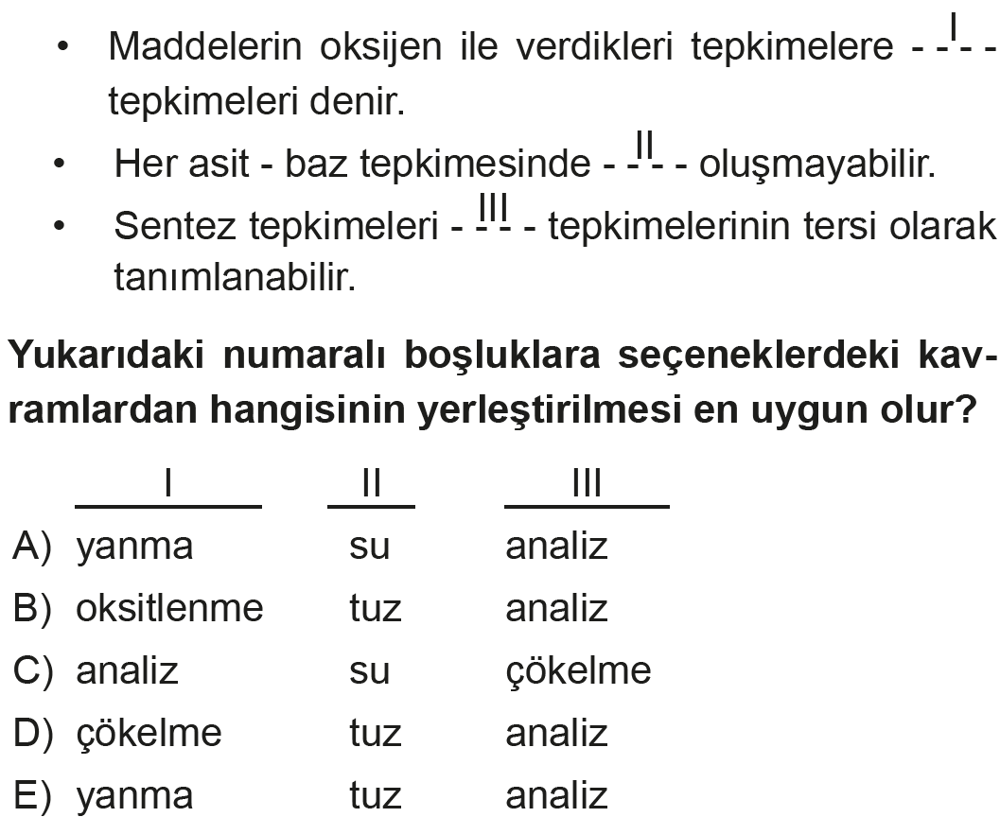 • Maddelerin oksijen ile verdikleri tepkimelere - -I- -
tepkimeleri denir.
• Her asit - baz tepkimesinde - -II- - oluşmayabilir.
• Sentez tepkimeleri - -III- - tepkimelerinin tersi olarak
tanımlanabilir.
Yukarıdaki numaralı boşluklara seçeneklerdeki kav-
ramlardan hangisinin yerleştirilmesi en uygun olur?
I II III
A) yanma su analiz
B) oksitlenme tuz analiz
C) analiz su çökelme
D) çökelme tuz analiz
E) yanma tuz analiz